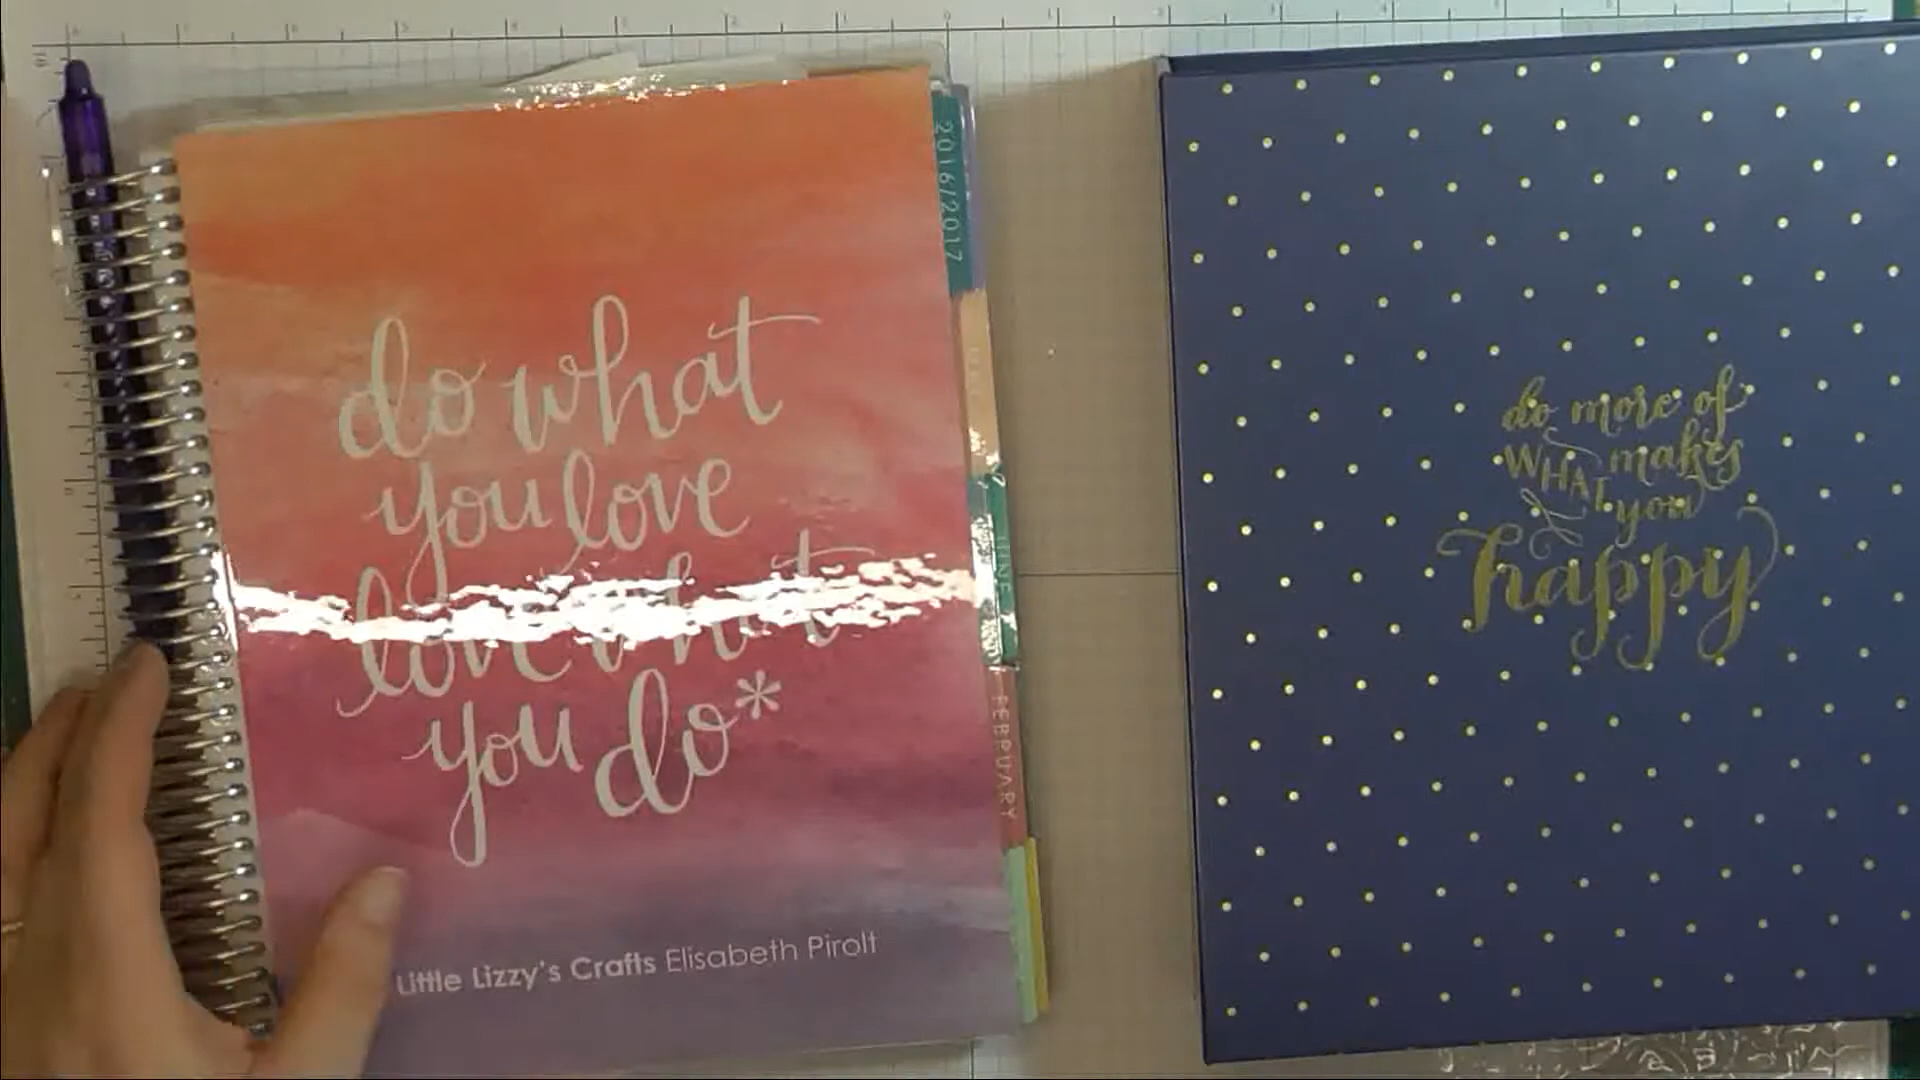 do what
you love
love what
you do*
Little Lizzy's Crafts Elisabeth Pirolt
2016/2017
JUNE
FEBRUARY
do more of
WHAT makes
you
happy